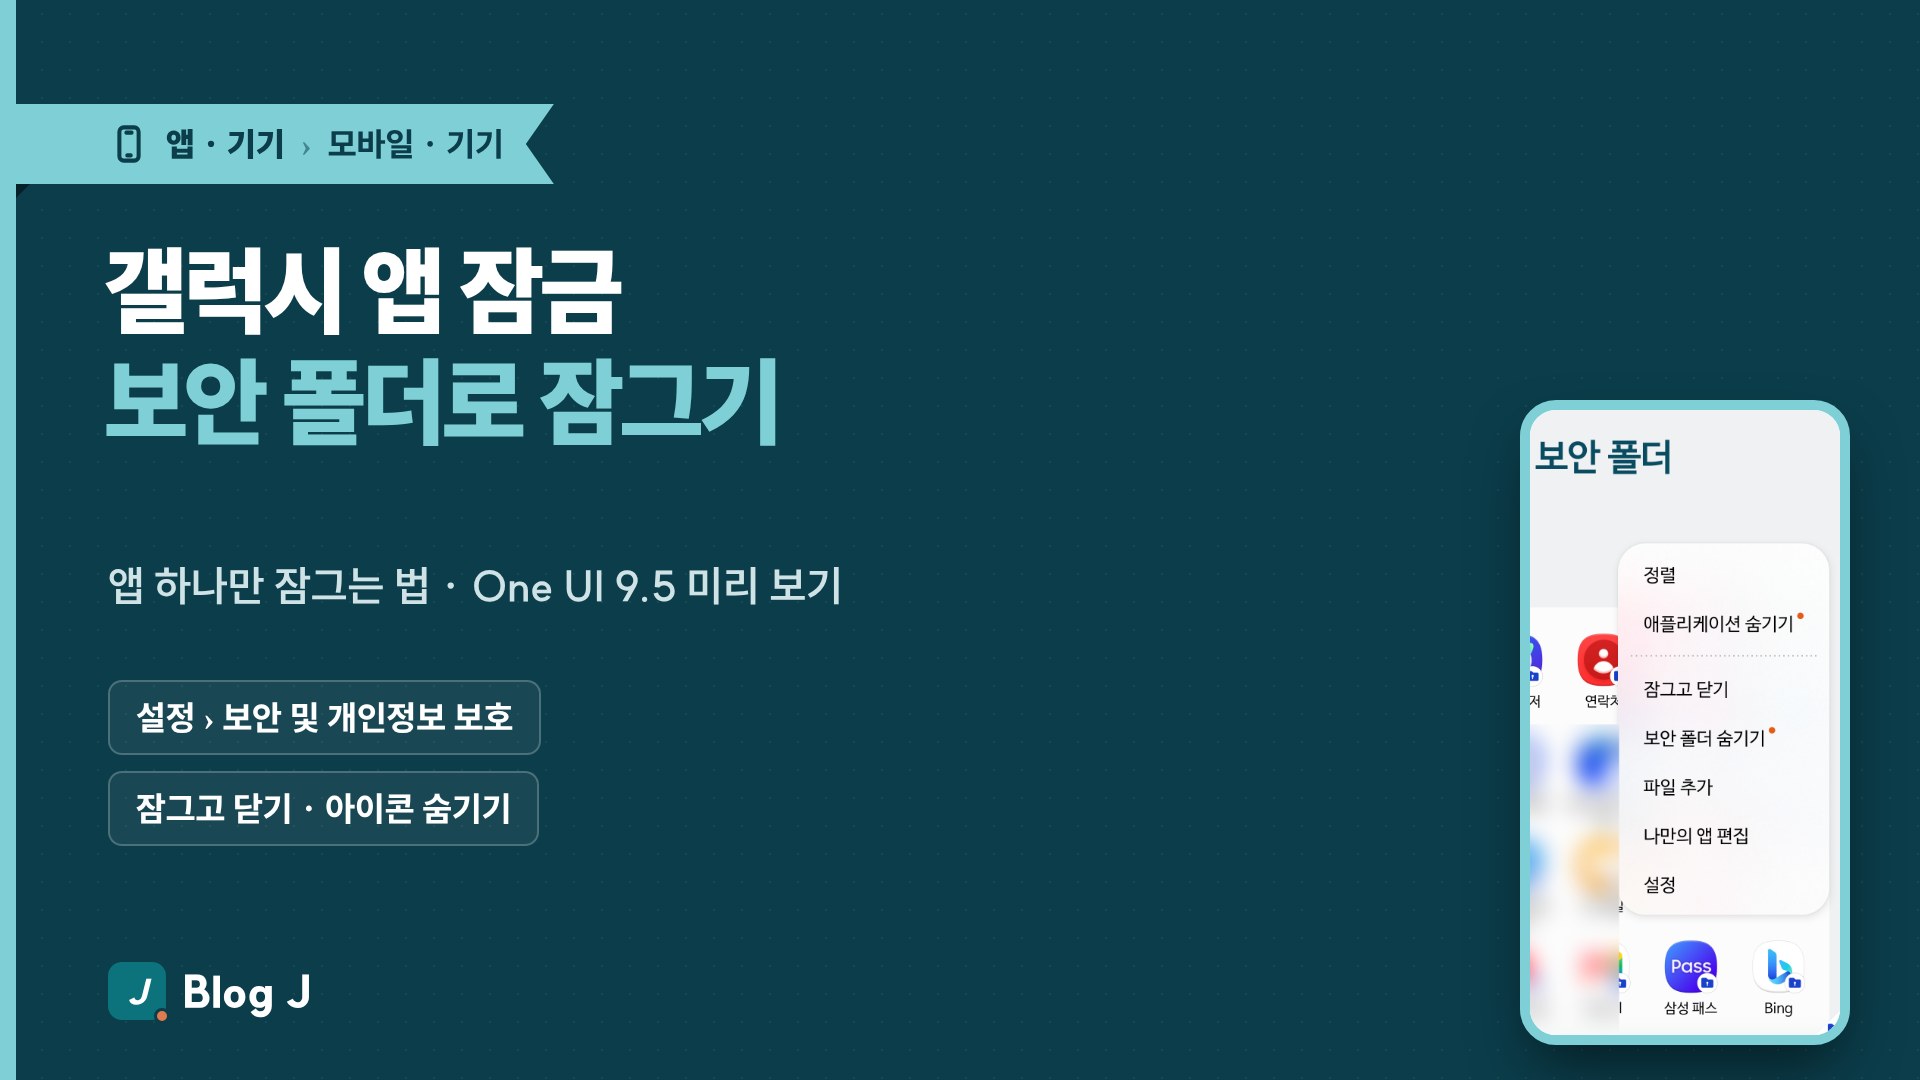 앱 · 기기 › 모바일 · 기기
갤럭시 앱 잠금
보안 폴더로 잠그기
앱 하나만 잠그는 법 · One UI 9.5 미리 보기
설정 › 보안 및 개인정보 보호
잠그고 닫기 · 아이콘 숨기기
J Blog J
보안 폴더
정렬
애플리케이션 숨기기
잠그고 닫기
보안 폴더 숨기기
파일 추가
나만의 앱 편집
설정
Pass
삼성 패스
Bing